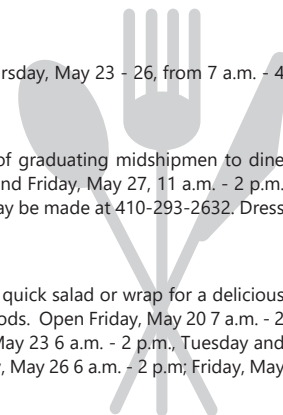 rsday, May 23 - 26, from 7 a.m. - 4
of graduating midshipmen to dine
nd Friday, May 27, 11 a.m. - 2 p.m.
ay be made at 410-293-2632. Dress
quick salad or wrap for a delicious
ods. Open Friday, May 20 7 a.m. - 2
May 23 6 a.m. - 2 p.m., Tuesday and
, May 26 6 a.m. - 2 p.m; Friday, May